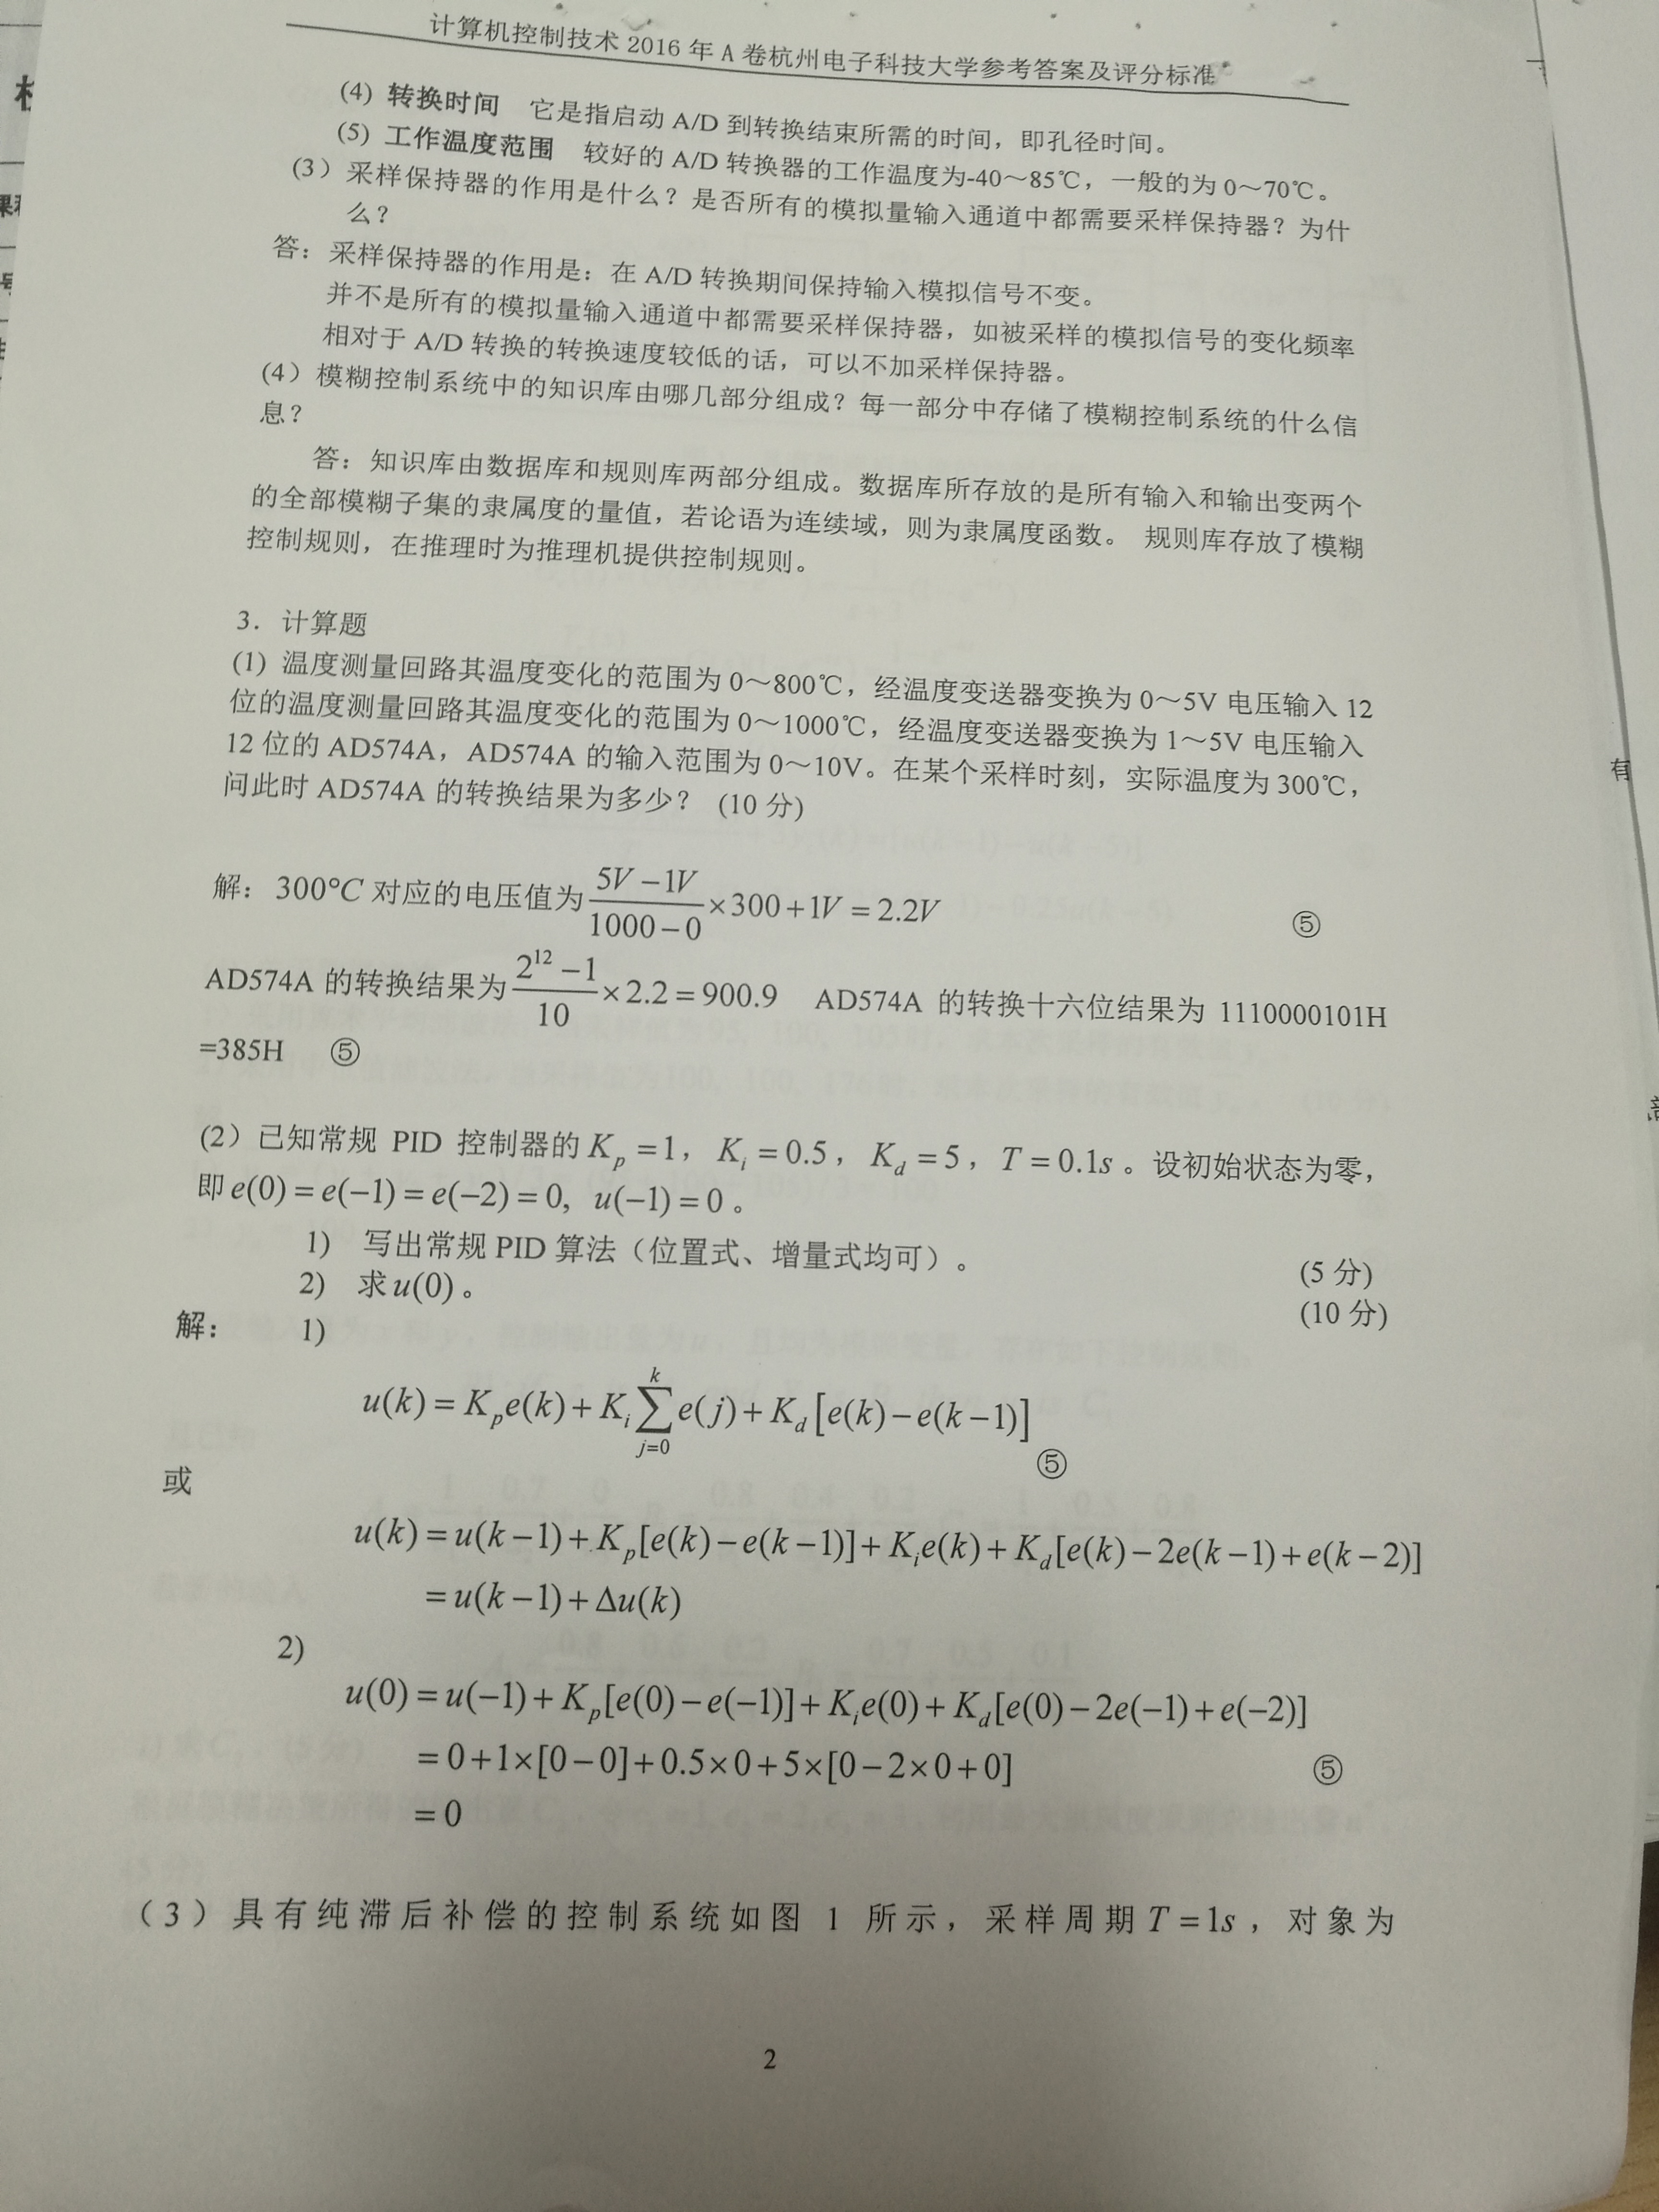 计算机控制技术 2016 年 A 卷杭州电子科技大学参考答案及评分标准
(4) 转换时间 它是指启动 A/D 到转换结束所需的时间，即孔径时间。
(5) 工作温度范围 较好的 A/D 转换器的工作温度为-40～85℃，一般的为 0～70℃。
(3）采样保持器的作用是什么？是否所有的模拟量输入通道中都需要采样保持器？为什
么？
答：采样保持器的作用是：在 A/D 转换期间保持输入模拟信号不变。
并不是所有的模拟量输入通道中都需要采样保持器，如被采样的模拟信号的变化频率
相对于 A/D 转换的转换速度较低的话，可以不加采样保持器。
(4）模糊控制系统中的知识库由哪几部分组成？每一部分中存储了模糊控制系统的什么信
息？
答：知识库由数据库和规则库两部分组成。数据库所存放的是所有输入和输出变两个
的全部模糊子集的隶属度的量值，若论语为连续域，则为隶属度函数。 规则库存放了模糊
控制规则，在推理时为推理机提供控制规则。
3．计算题
(1) 温度测量回路其温度变化的范围为 0～800℃，经温度变送器变换为 0～5V 电压输入 12
位的温度测量回路其温度变化的范围为 0～1000℃，经温度变送器变换为 1～5V 电压输入
12 位的 AD574A，AD574A 的输入范围为 0～10V。在某个采样时刻，实际温度为 300℃，
问此时 AD574A 的转换结果为多少？ (10 分)
解：300°C 对应的电压值为 (5V−1V)/(1000−0) ×300+1V = 2.2V ⑤
AD574A 的转换结果为 (2^12 −1)/10 ×2.2 = 900.9 AD574A 的转换十六位结果为 1110000101H
=385H ⑤
(2）已知常规 PID 控制器的 K_p =1， K_i = 0.5， K_d = 5， T = 0.1s 。设初始状态为零，
即 e(0) = e(−1) = e(−2) = 0, u(−1) = 0 。
1) 写出常规 PID 算法（位置式、增量式均可）。 (5 分)
2) 求 u(0) 。 (10 分)
解： 1)
u(k) = K_p e(k) + K_i ∑_{j=0}^{k} e(j) + K_d [e(k) − e(k−1)] ⑤
或
u(k) = u(k−1) + K_p[e(k) − e(k−1)] + K_i e(k) + K_d[e(k) − 2e(k−1) + e(k−2)]
= u(k−1) + Δu(k)
2)
u(0) = u(−1) + K_p[e(0) − e(−1)] + K_i e(0) + K_d[e(0) − 2e(−1) + e(−2)]
= 0+1×[0−0]+0.5×0+5×[0−2×0+0] ⑤
= 0
（3）具有纯滞后补偿的控制系统如图 1 所示，采样周期 T = 1s ，对象为
2